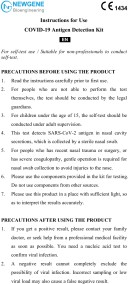 NEWGENE
Bioengineering
CE 1434
Instructions for Use
COVID-19 Antigen Detection Kit
EN
For self-test use / Suitable for non-professionals to conduct
self-test.
PRECAUTIONS BEFORE USING THE PRODUCT
1. Read the instructions carefully prior to first use.
2. For people who are not able to perform the test
themselves, the test should be conducted by the legal
guardians.
3. For children under the age of 15, the self-test should be
conducted under adult supervision.
4. This test detects SARS-CoV-2 antigen in nasal cavity
secretions, which is collected by a sterile nasal swab.
5. For people who has recent nasal trauma or surgery, or
has severe coagulopathy, gentle operation is required for
nasal swab collection to avoid injuries to the nose.
6. Please use the components provided in the kit for testing.
Do not use components from other sources.
7. Please use this product in a place with sufficient light, so
as to interpret the results accurately.
PRECAUTIONS AFTER USING THE PRODUCT
1. If you get a positive result, please contact your family
doctor, or seek help from a professional medical facility
as soon as possible. You need a nucleic acid test to
confirm viral infection.
2. A negative result cannot completely exclude the
possibility of viral infection. Incorrect sampling or low
viral load may also cause a false negative result.